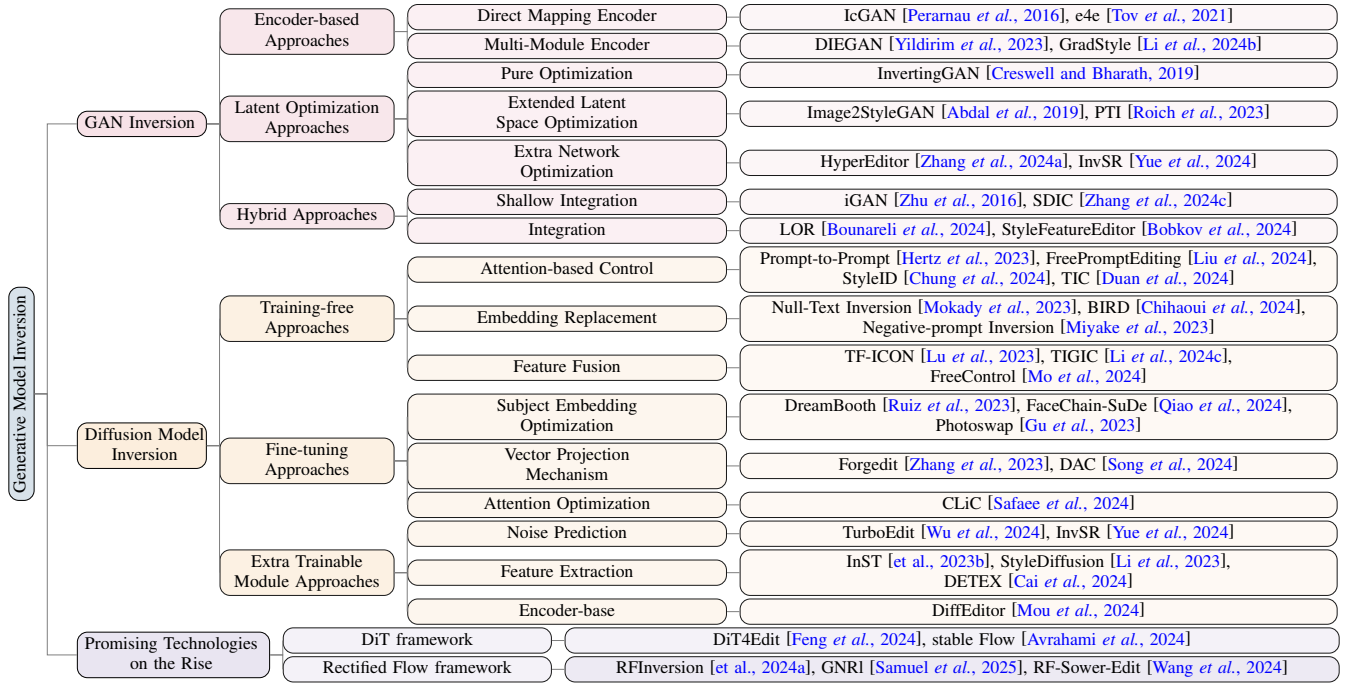 Generative Model Inversion
GAN Inversion
Encoder-based
Approaches
Direct Mapping Encoder
IcGAN [Perarnau et al., 2016], e4e [Tov et al., 2021]
Multi-Module Encoder
DIEGAN [Yildirim et al., 2023], GradStyle [Li et al., 2024b]
Latent Optimization
Approaches
Pure Optimization
InvertingGAN [Creswell and Bharath, 2019]
Extended Latent
Space Optimization
Image2StyleGAN [Abdal et al., 2019], PTI [Roich et al., 2023]
Extra Network
Optimization
HyperEditor [Zhang et al., 2024a], InvSR [Yue et al., 2024]
Hybrid Approaches
Shallow Integration
iGAN [Zhu et al., 2016], SDIC [Zhang et al., 2024c]
Integration
LOR [Bounareli et al., 2024], StyleFeatureEditor [Bobkov et al., 2024]
Diffusion Model
Inversion
Training-free
Approaches
Attention-based Control
Prompt-to-Prompt [Hertz et al., 2023], FreePromptEditing [Liu et al., 2024],
StyleID [Chung et al., 2024], TIC [Duan et al., 2024]
Embedding Replacement
Null-Text Inversion [Mokady et al., 2023], BIRD [Chihaoui et al., 2024],
Negative-prompt Inversion [Miyake et al., 2023]
Feature Fusion
TF-ICON [Lu et al., 2023], TIGIC [Li et al., 2024c],
FreeControl [Mo et al., 2024]
Fine-tuning
Approaches
Subject Embedding
Optimization
DreamBooth [Ruiz et al., 2023], FaceChain-SuDe [Qiao et al., 2024],
Photoswap [Gu et al., 2023]
Vector Projection
Mechanism
Forgedit [Zhang et al., 2023], DAC [Song et al., 2024]
Attention Optimization
CLiC [Safaee et al., 2024]
Extra Trainable
Module Approaches
Noise Prediction
TurboEdit [Wu et al., 2024], InvSR [Yue et al., 2024]
Feature Extraction
InST [et al., 2023b], StyleDiffusion [Li et al., 2023],
DETEX [Cai et al., 2024]
Encoder-base
DiffEditor [Mou et al., 2024]
Promising Technologies
on the Rise
DiT framework
DiT4Edit [Feng et al., 2024], stable Flow [Avrahami et al., 2024]
Rectified Flow framework
RFInversion [et al., 2024a], GNRl [Samuel et al., 2025], RF-Sower-Edit [Wang et al., 2024]